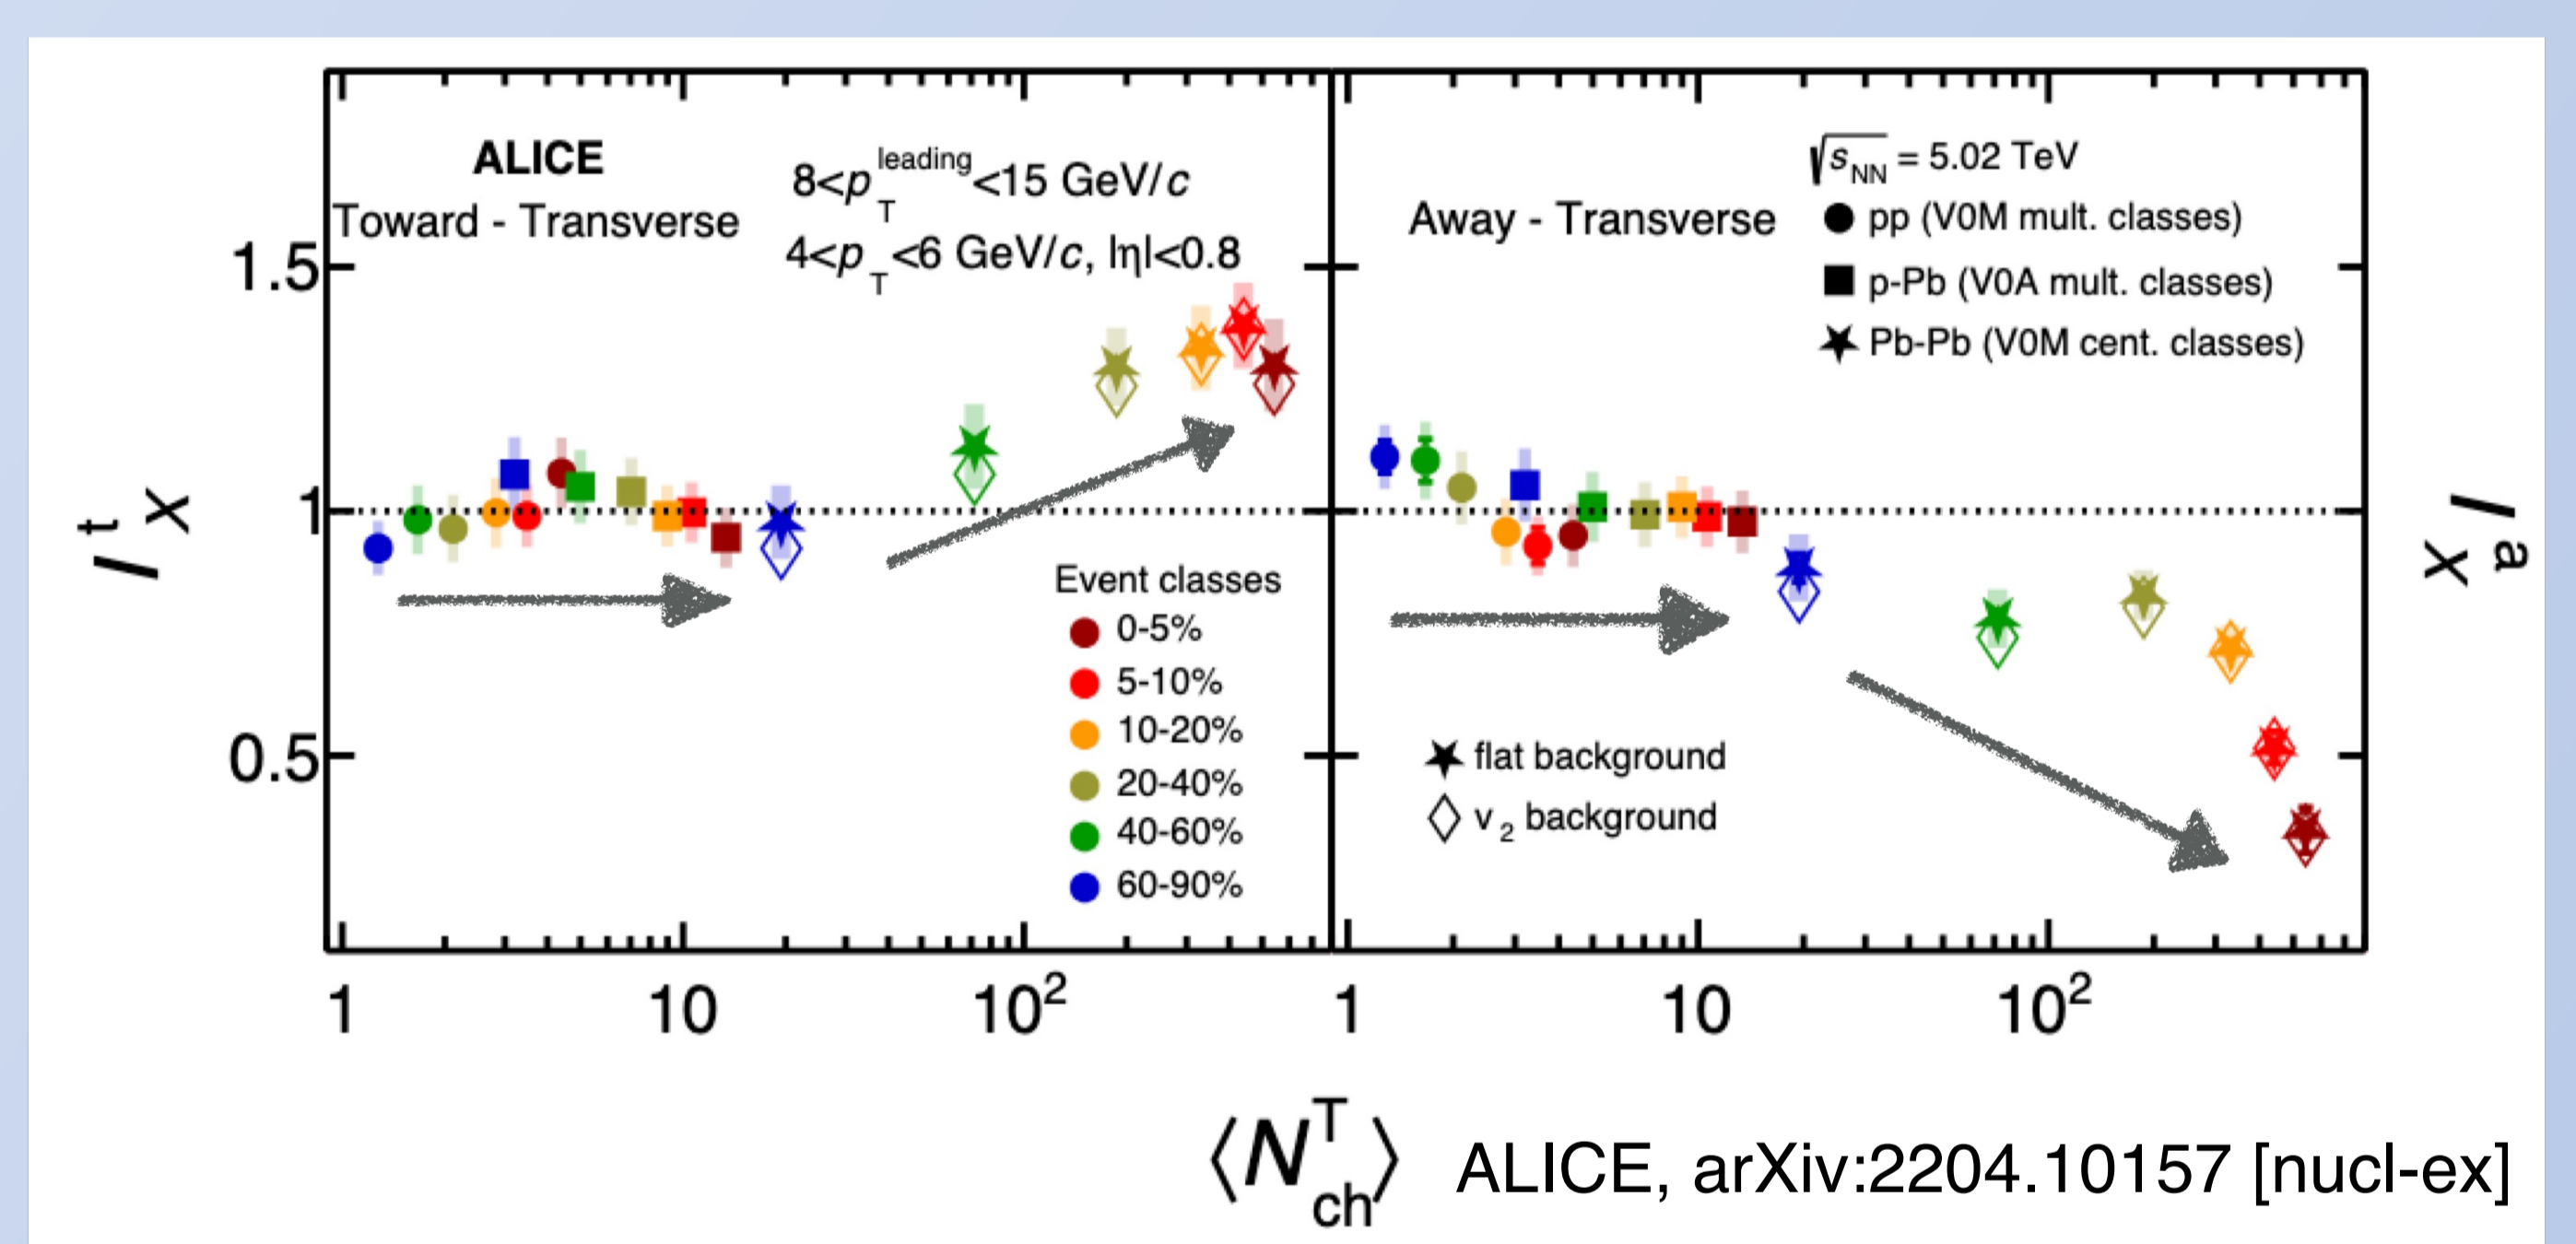 ALICE
Toward - Transverse
8<p_T^leading<15 GeV/c
4<p_T<6 GeV/c, |η|<0.8
Away - Transverse
√s_NN = 5.02 TeV
pp (V0M mult. classes)
p-Pb (V0A mult. classes)
Pb-Pb (V0M cent. classes)
1.5
1
0.5
I_X^t
I_X^a
Event classes
0-5%
5-10%
10-20%
20-40%
40-60%
60-90%
flat background
v_2 background
1 10 10^2 1 10 10^2
⟨N_ch^T⟩
ALICE, arXiv:2204.10157 [nucl-ex]